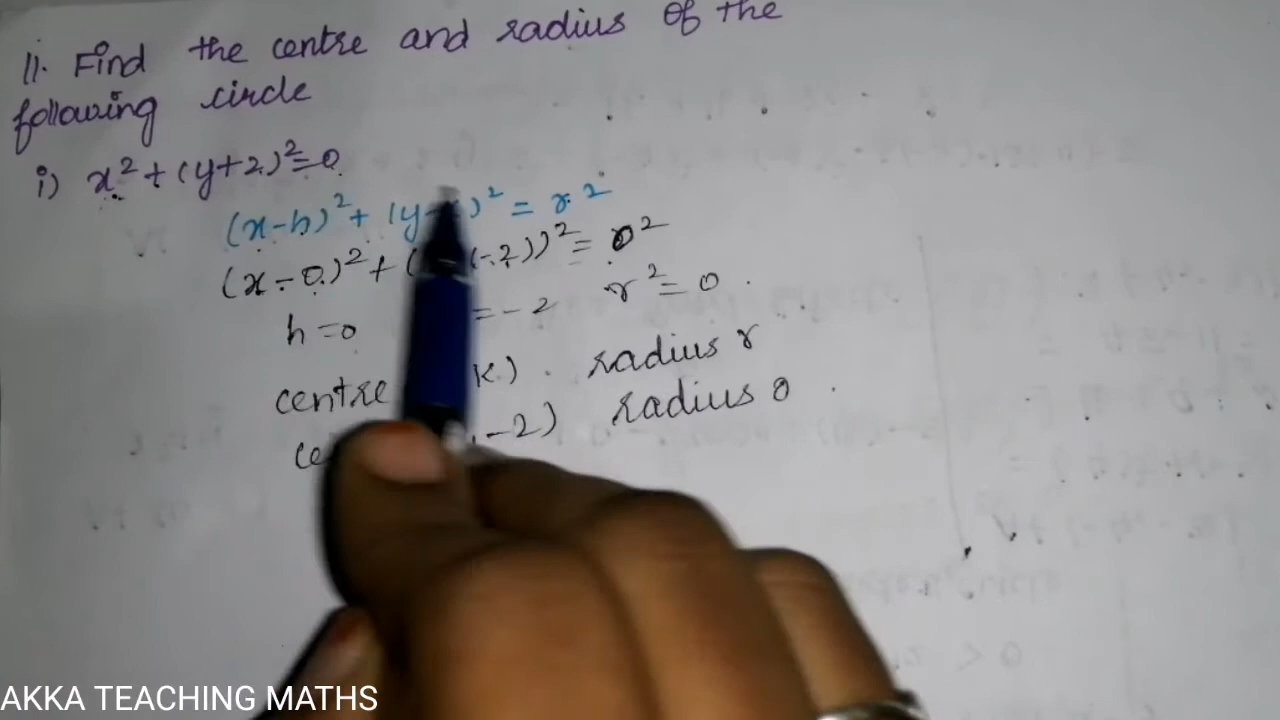 11. Find the centre and radius of the
following circle
i) x²+(y+2)²=0
(x-h)²+(y- )²=r²
(x-0)²+( (-2))²=0²
h=0 =-2 r²=0.
centre k). radius r
ce ,-2) radius 0.
AKKA TEACHING MATHS